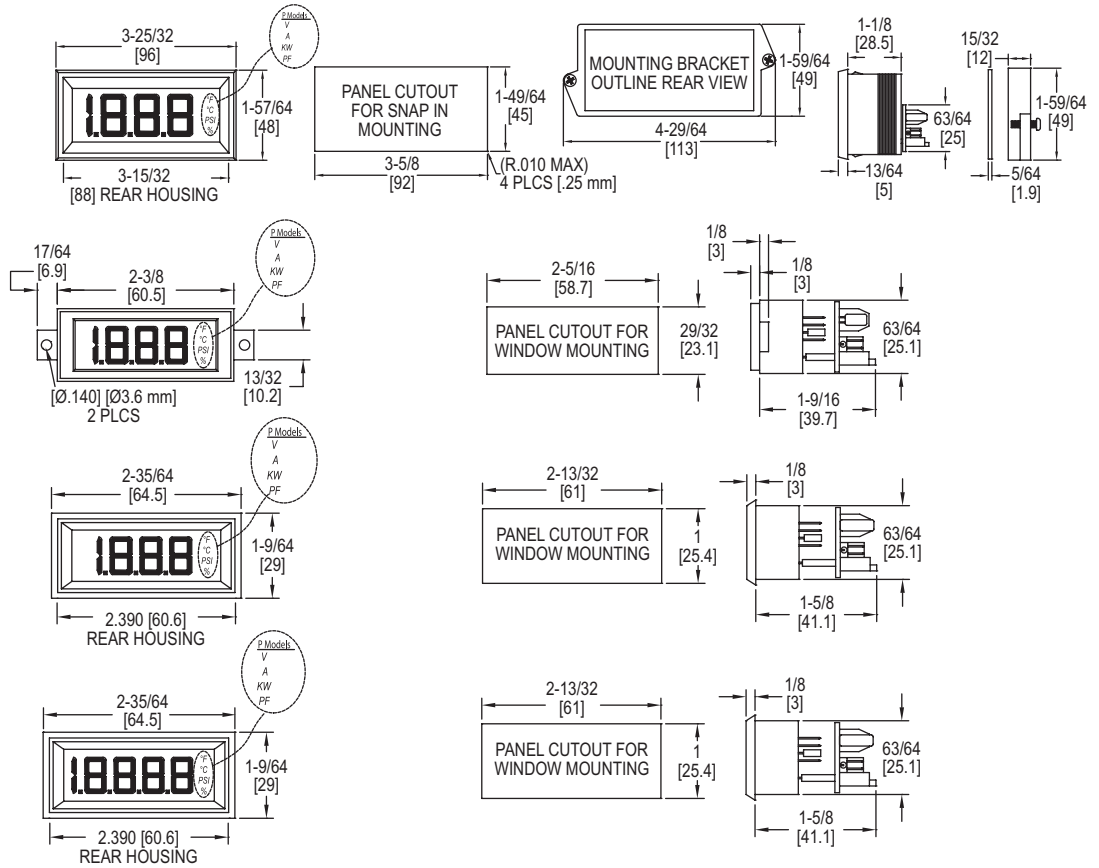 P Models
V
A
KW
PF
3-25/32
[96]
1.8.8.8
°F
°C
PSI
%
1-57/64
[48]
3-15/32
[88] REAR HOUSING
PANEL CUTOUT
FOR SNAP IN
MOUNTING
1-49/64
[45]
3-5/8
[92]
(R.010 MAX)
4 PLCS [.25 mm]
MOUNTING BRACKET
OUTLINE REAR VIEW
1-59/64
[49]
4-29/64
[113]
1-1/8
[28.5]
63/64
[25]
13/64
[5]
15/32
[12]
1-59/64
[49]
5/64
[1.9]
P Models
V
A
KW
PF
17/64
[6.9]
2-3/8
[60.5]
1.8.8.8
°F
°C
PSI
%
13/32
[10.2]
[Ø.140] [Ø3.6 mm]
2 PLCS
2-5/16
[58.7]
PANEL CUTOUT FOR
WINDOW MOUNTING
29/32
[23.1]
1/8
[3]
1/8
[3]
63/64
[25.1]
1-9/16
[39.7]
P Models
V
A
KW
PF
2-35/64
[64.5]
1.8.8.8
°F
°C
PSI
%
1-9/64
[29]
2.390 [60.6]
REAR HOUSING
2-13/32
[61]
PANEL CUTOUT FOR
WINDOW MOUNTING
1
[25.4]
1/8
[3]
63/64
[25.1]
1-5/8
[41.1]
P Models
V
A
KW
PF
2-35/64
[64.5]
1.8.8.8.8
°F
°C
PSI
%
1-9/64
[29]
2.390 [60.6]
REAR HOUSING
2-13/32
[61]
PANEL CUTOUT FOR
WINDOW MOUNTING
1
[25.4]
1/8
[3]
63/64
[25.1]
1-5/8
[41.1]